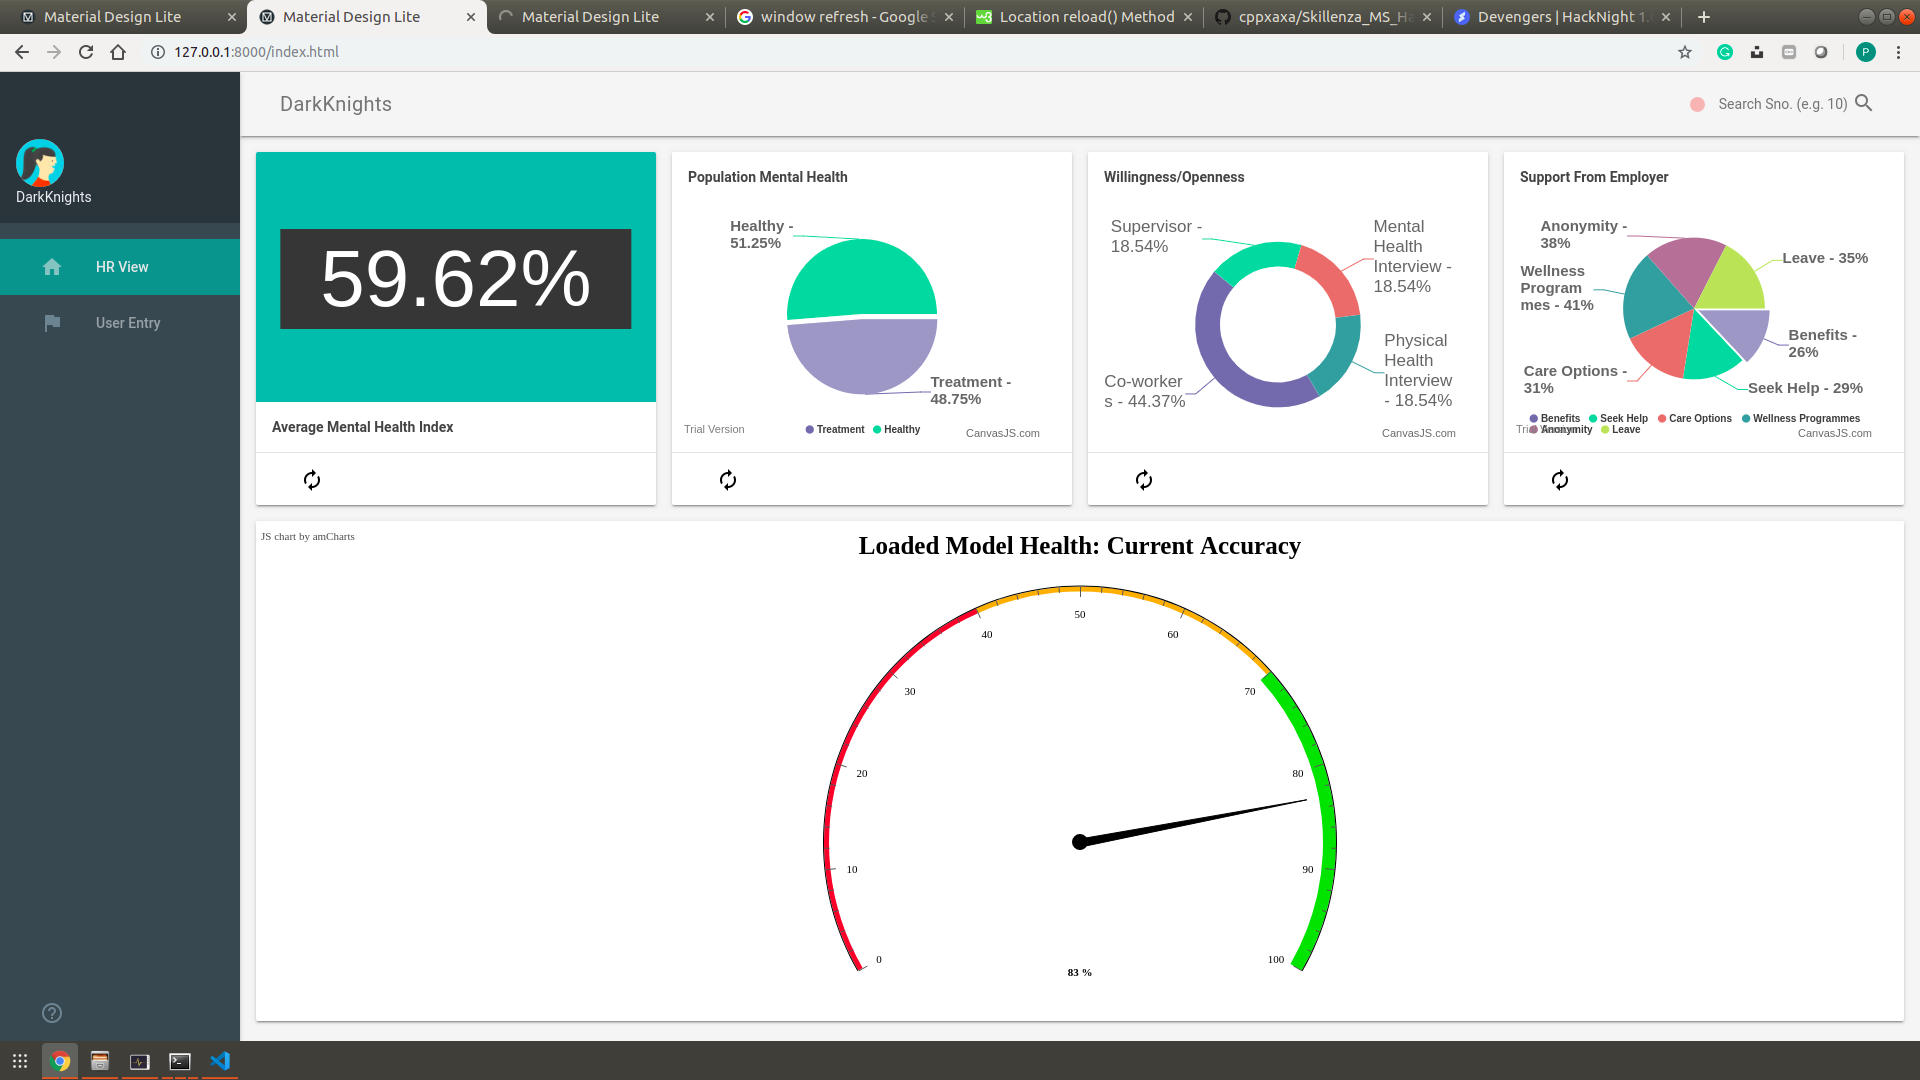 Material Design Lite
Material Design Lite
Material Design Lite
window refresh - Google
Location reload() Method
cppxaxa/Skillenza_MS_
Devengers | HackNight 1.
127.0.0.1:8000/index.html
P
DarkKnights
Search Sno. (e.g. 10)
DarkKnights
HR View
User Entry
59.62%
Average Mental Health Index
Population Mental Health
Healthy -
51.25%
Treatment -
48.75%
Trial Version
Treatment
Healthy
CanvasJS.com
Willingness/Openness
Supervisor -
18.54%
Mental
Health
Interview -
18.54%
Physical
Health
Interview
- 18.54%
Co-worker
s - 44.37%
CanvasJS.com
Support From Employer
Anonymity -
38%
Leave - 35%
Wellness
Program
mes - 41%
Benefits -
26%
Care Options -
31%
Seek Help - 29%
Benefits
Seek Help
Care Options
Wellness Programmes
Anonymity
Leave
CanvasJS.com
JS chart by amCharts
Loaded Model Health: Current Accuracy
0
10
20
30
40
50
60
70
80
90
100
83 %